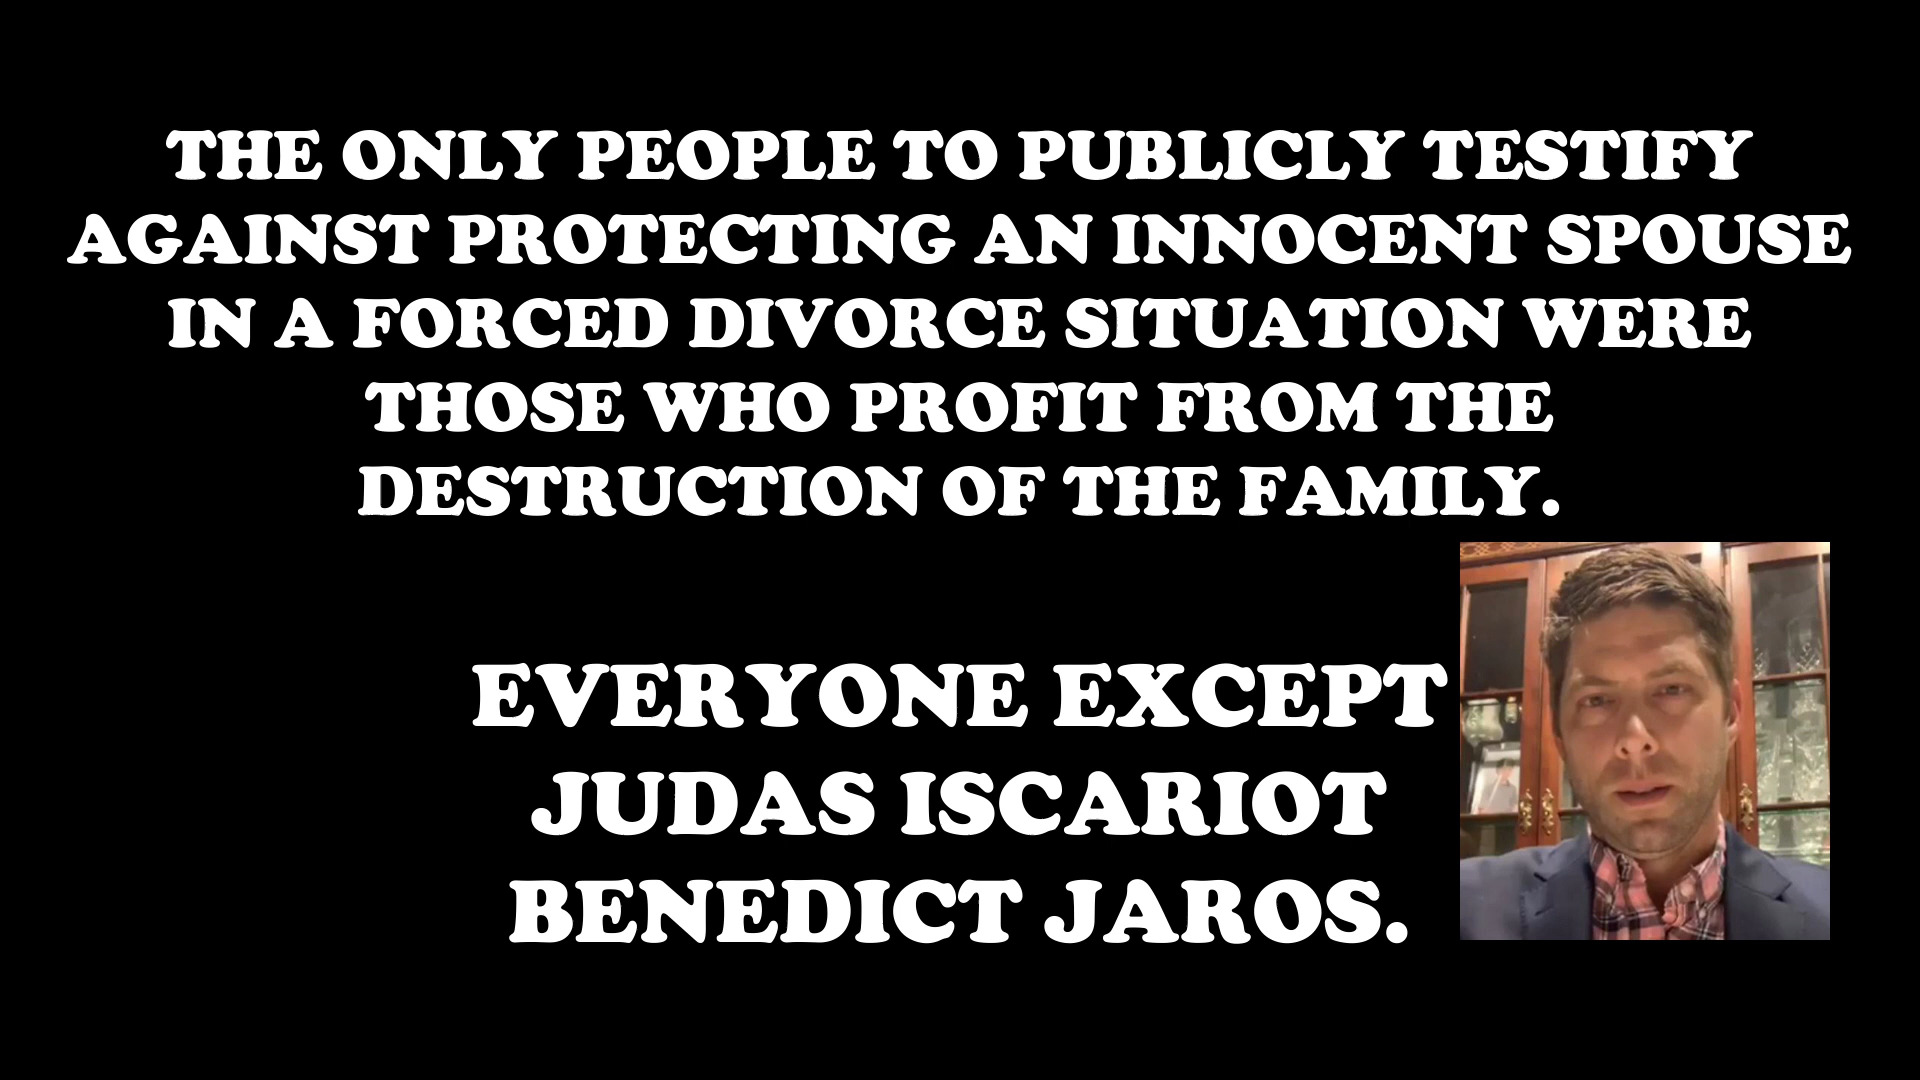 THE ONLY PEOPLE TO PUBLICLY TESTIFY
AGAINST PROTECTING AN INNOCENT SPOUSE
IN A FORCED DIVORCE SITUATION WERE
THOSE WHO PROFIT FROM THE
DESTRUCTION OF THE FAMILY.
EVERYONE EXCEPT
JUDAS ISCARIOT
BENEDICT JAROS.